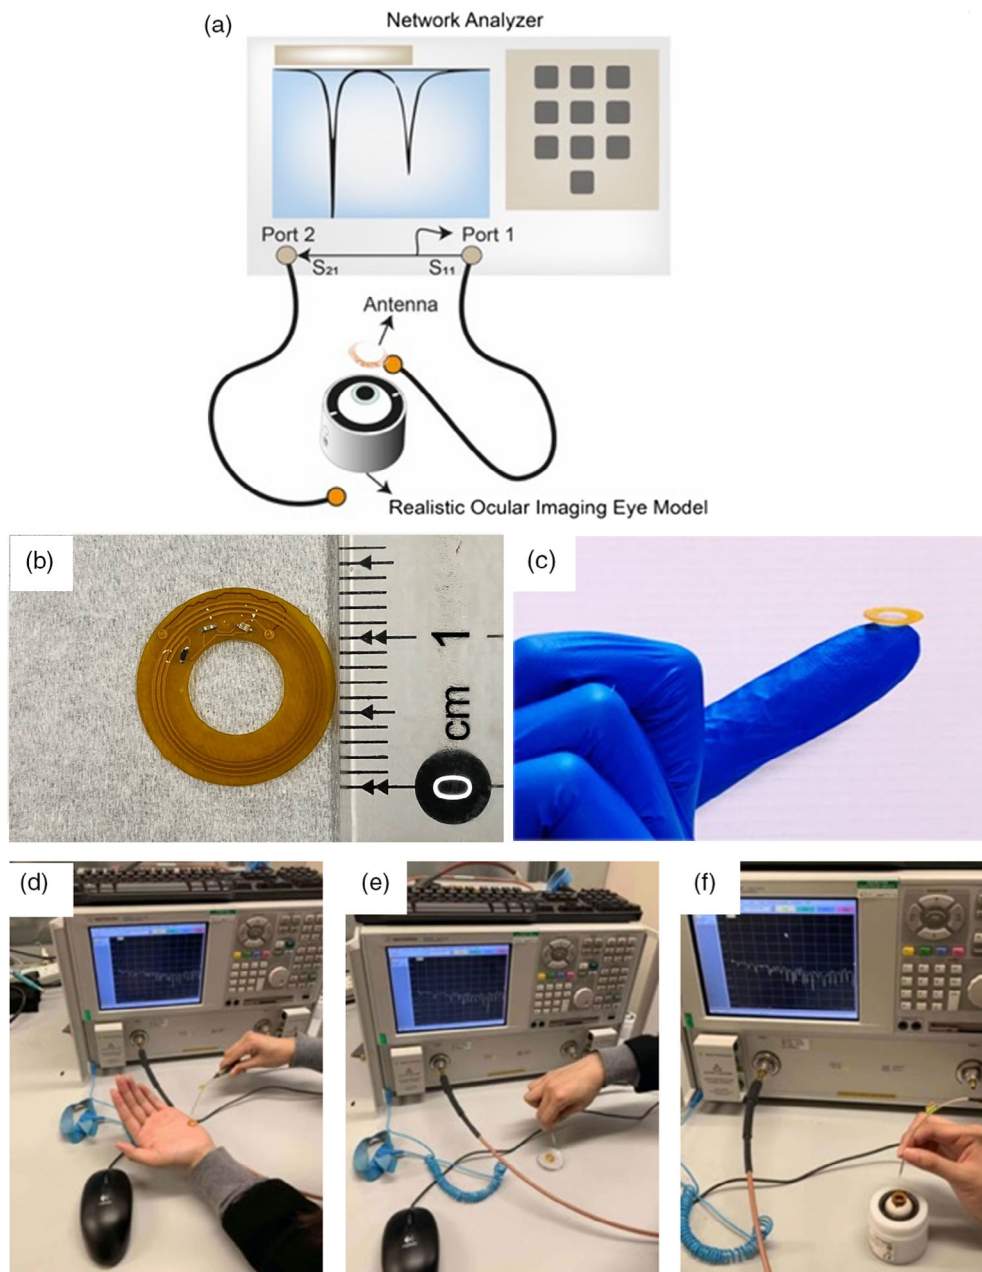 Network Analyzer
(a)
Port 2
Port 1
S21
S11
Antenna
Realistic Ocular Imaging Eye Model
(b)
1
cm
0
(c)
(d)
(e)
(f)